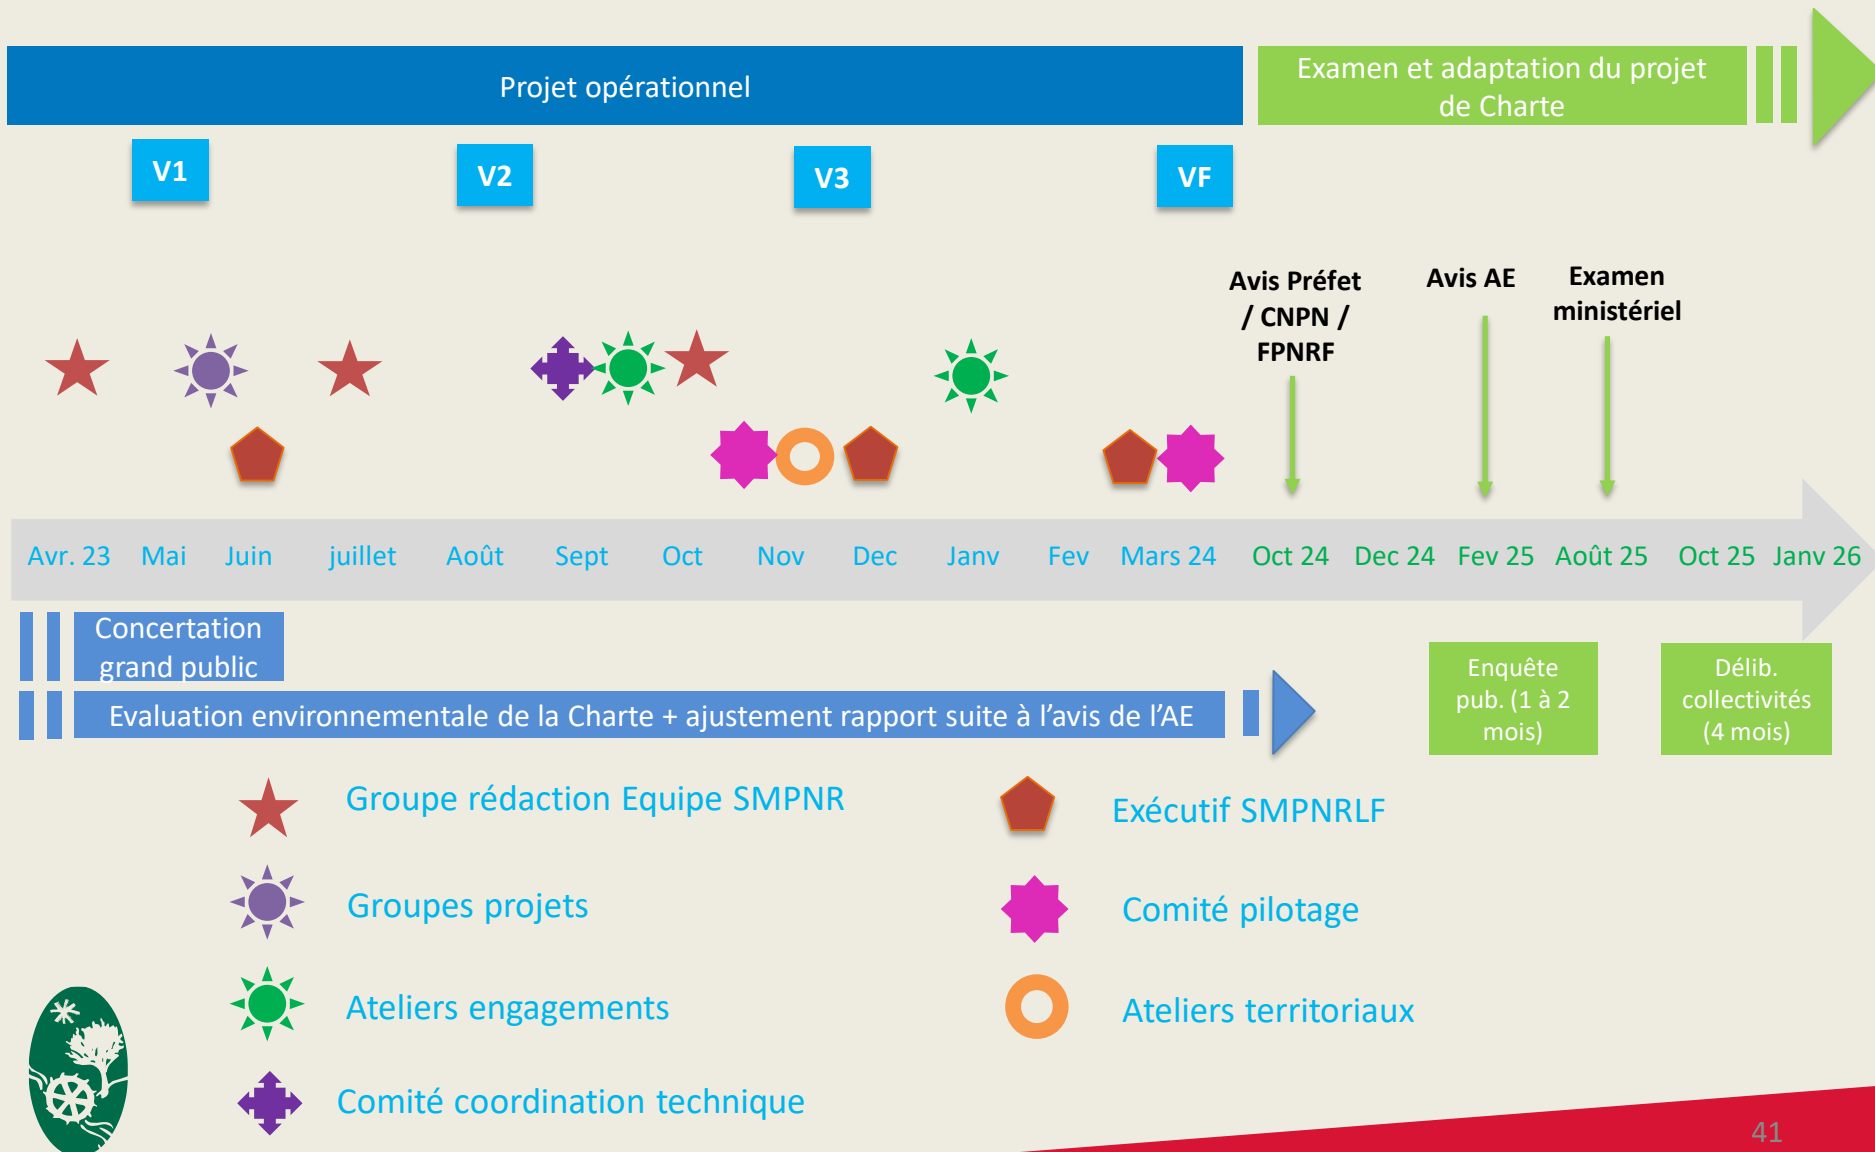 Projet opérationnel
Examen et adaptation du projet
de Charte
V1
V2
V3
VF
Avis Préfet
/ CNPN /
FPNRF
Avis AE
Examen
ministériel
Avr. 23 Mai Juin juillet Août Sept Oct Nov Dec Janv Fev Mars 24 Oct 24 Dec 24 Fev 25 Août 25 Oct 25 Janv 26
Concertation
grand public
Evaluation environnementale de la Charte + ajustement rapport suite à l’avis de l’AE
Enquête
pub. (1 à 2
mois)
Délib.
collectivités
(4 mois)
Groupe rédaction Equipe SMPNR
Exécutif SMPNRLF
Groupes projets
Comité pilotage
Ateliers engagements
Ateliers territoriaux
Comité coordination technique
41